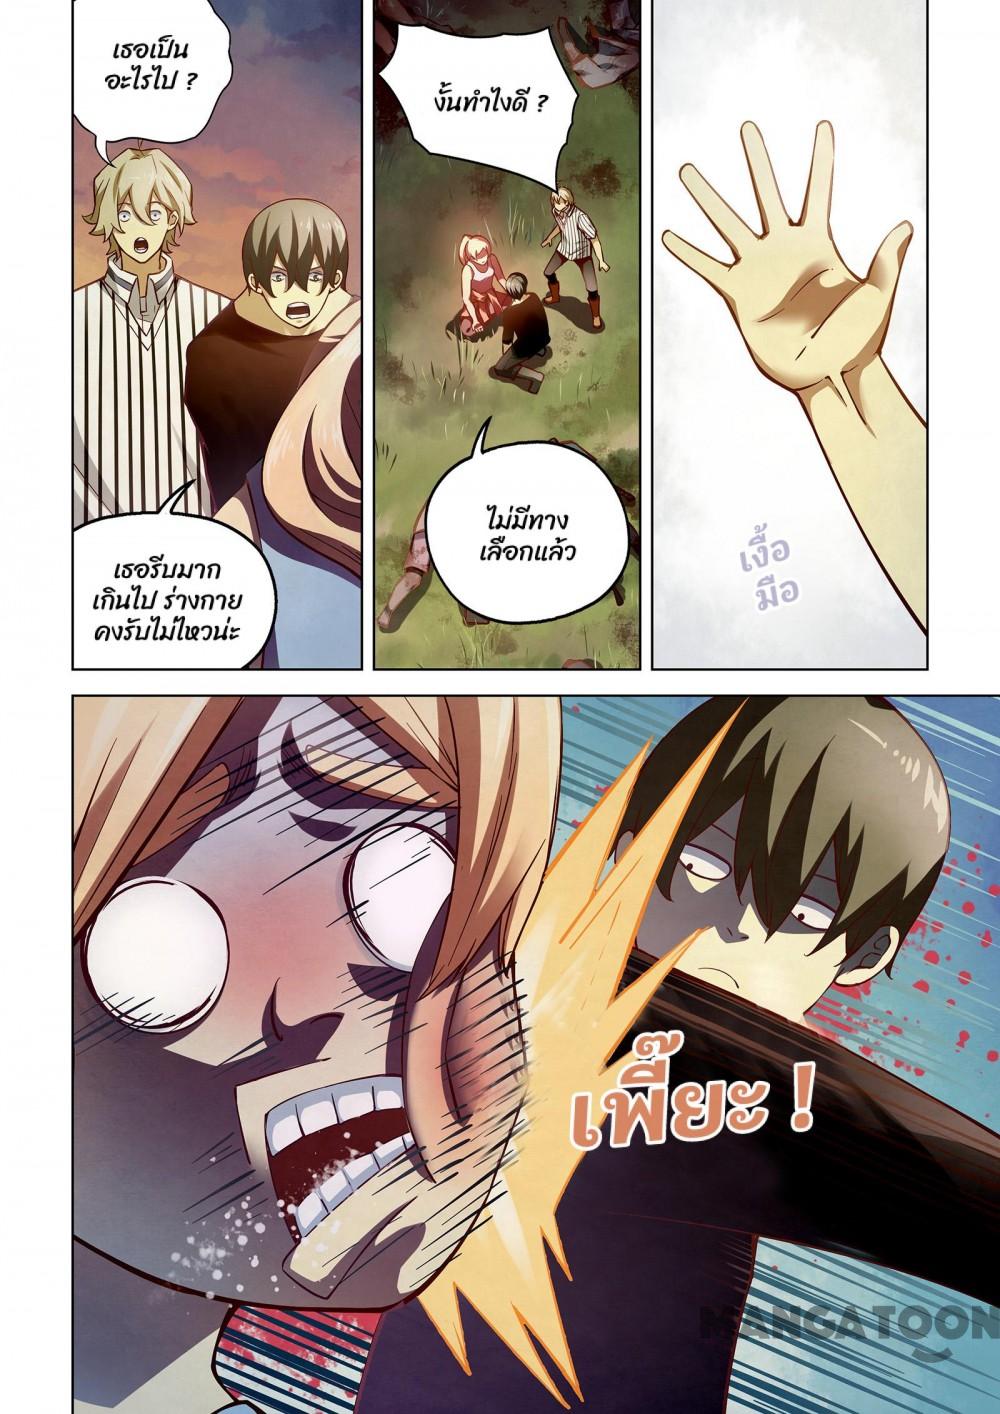 เธอเป็น
อะไรไป ?
งั้นทำไงดี ?
เธอรีบมาก
เกินไป ร่างกาย
คงรับไม่ไหวน่ะ
ไม่มีทาง
เลือกแล้ว
เงื้อ
มือ
เพี๊ยะ !
MANGATOON